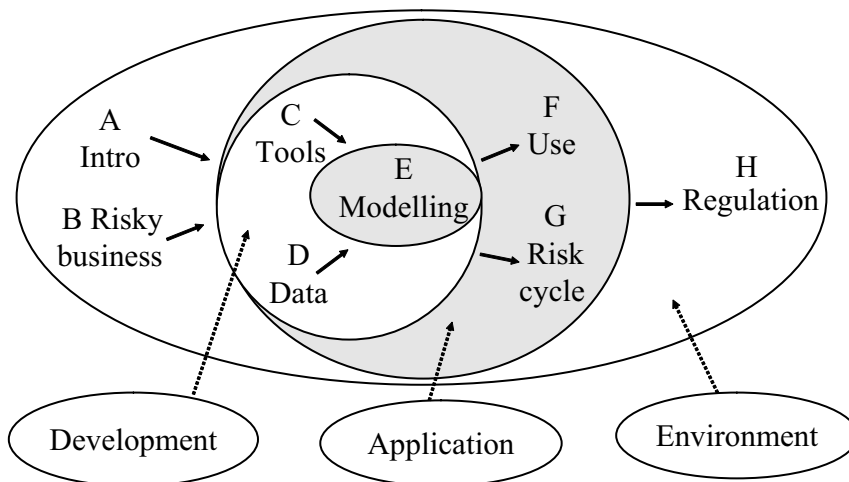 A
Intro
B Risky
business
C
Tools
D
Data
E
Modelling
F
Use
G
Risk
cycle
H
Regulation
Development
Application
Environment